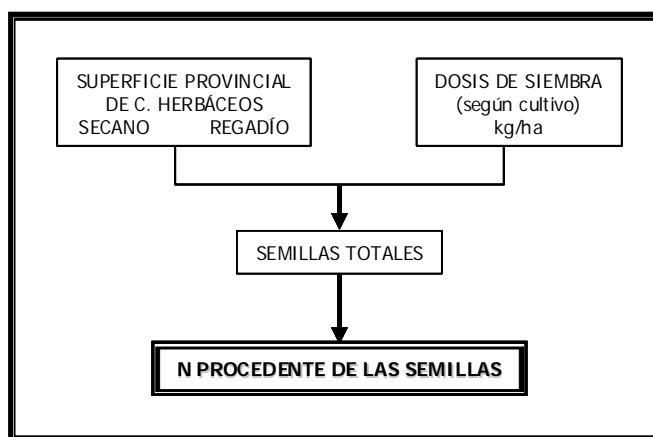 SUPERFICIE PROVINCIAL
DE C. HERBÁCEOS
SECANO REGADÍO
DOSIS DE SIEMBRA
(según cultivo)
kg/ha
SEMILLAS TOTALES
N PROCEDENTE DE LAS SEMILLAS